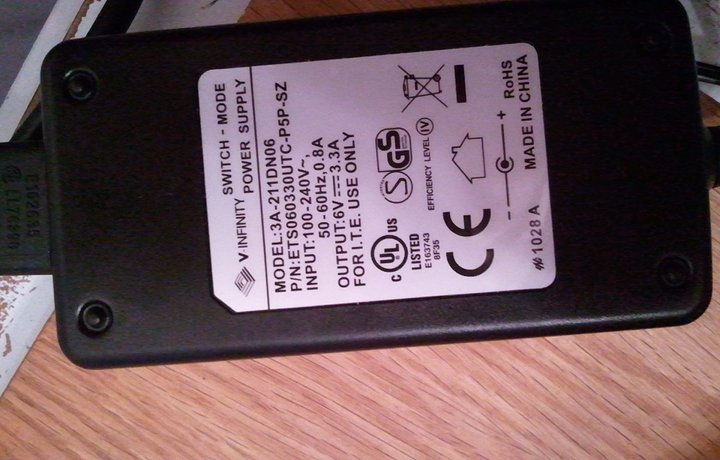 V-INFINITY SWITCH - MODE
POWER SUPPLY
MODEL:3A-211DN06
P/N:ETS060330UTC-P5P-SZ
INPUT:100-240V~,
50-60Hz,0.8A
OUTPUT:6V⎓3.3A
FOR I.T.E. USE ONLY
C UL US
LISTED
E163743
8F35
S GS
EFFICIENCY LEVEL IV
CE
- +
RoHS
MADE IN CHINA
1028 A
E102635
LL74300